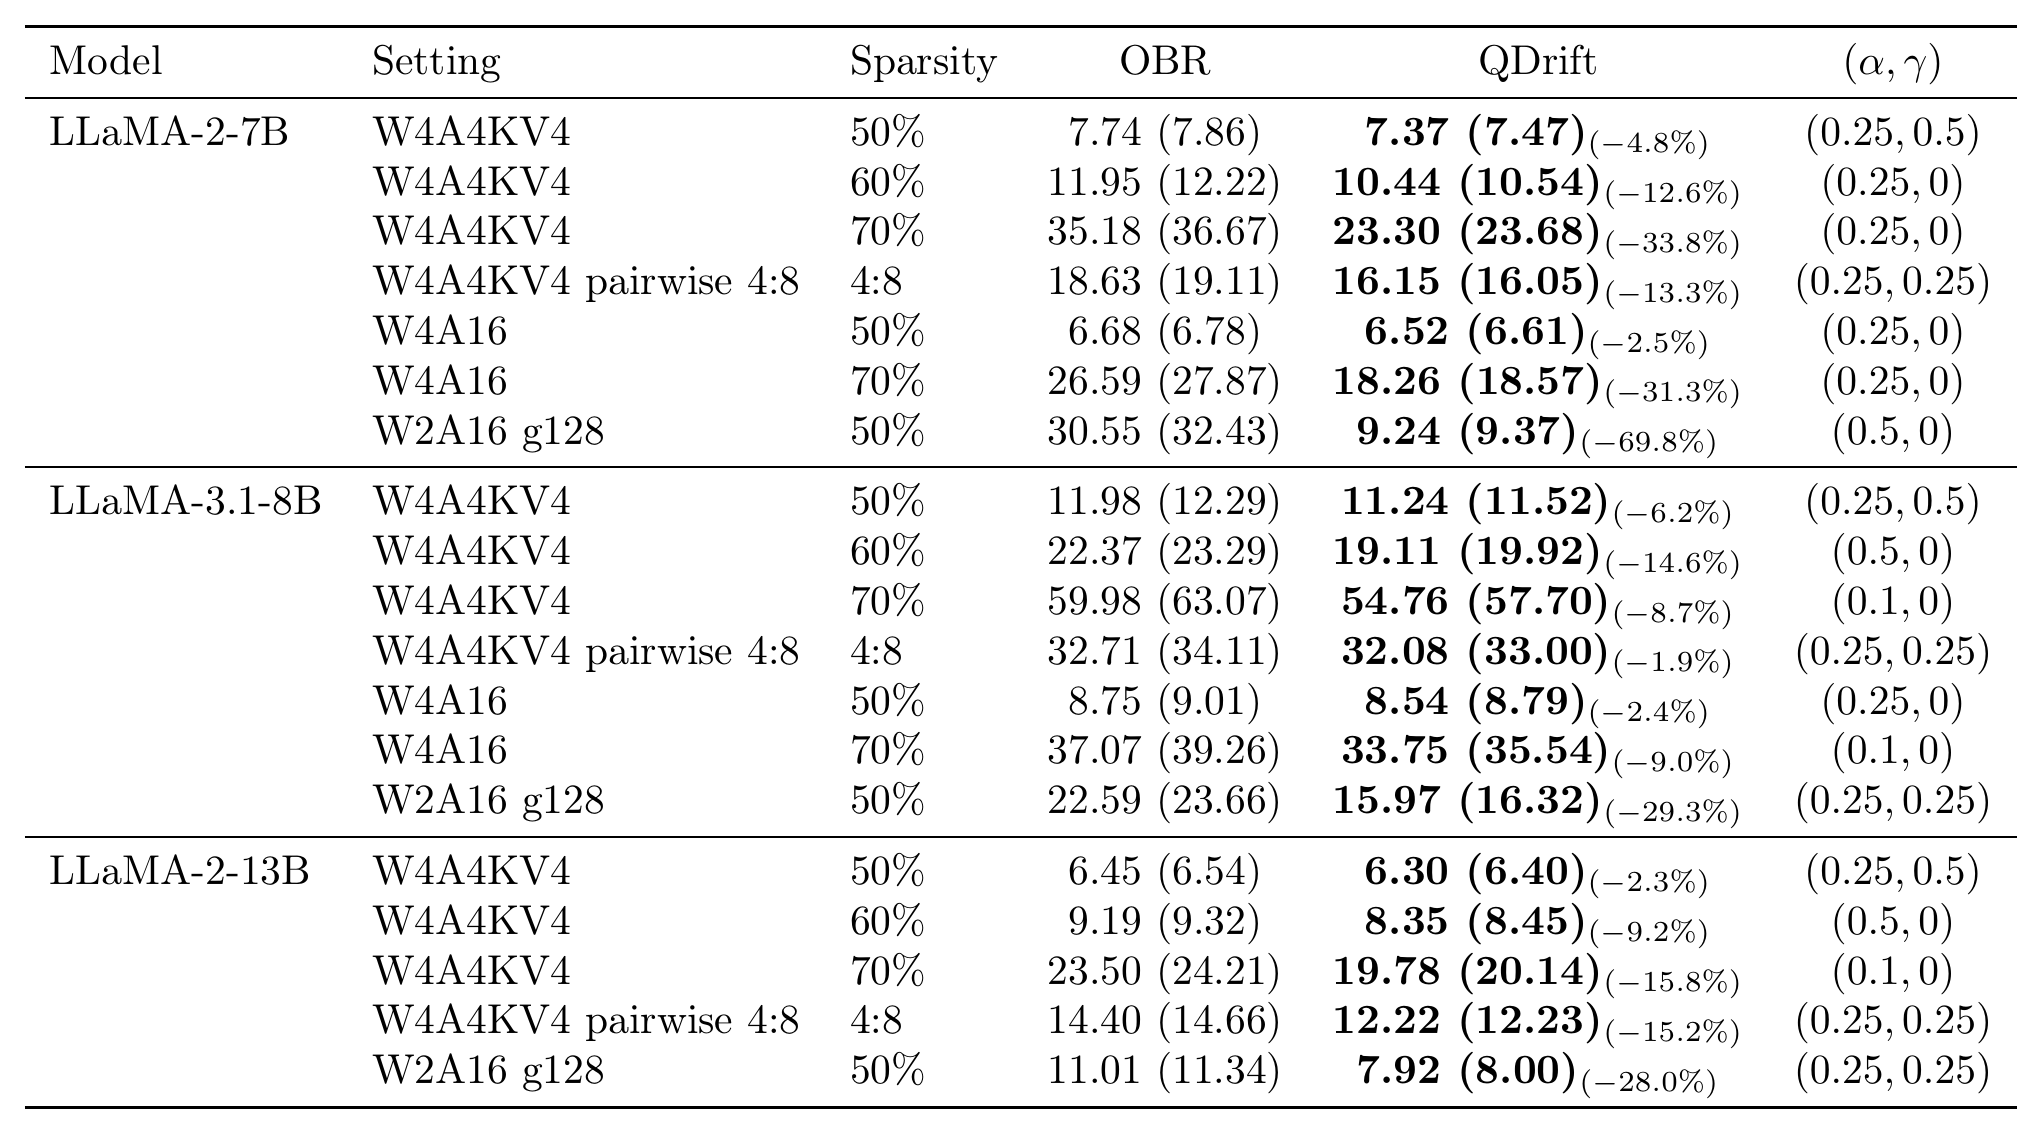 Model Setting Sparsity OBR QDrift (α, γ)
LLaMA-2-7B W4A4KV4 50% 7.74 (7.86) 7.37 (7.47)(−4.8%) (0.25, 0.5)
W4A4KV4 60% 11.95 (12.22) 10.44 (10.54)(−12.6%) (0.25, 0)
W4A4KV4 70% 35.18 (36.67) 23.30 (23.68)(−33.8%) (0.25, 0)
W4A4KV4 pairwise 4:8 4:8 18.63 (19.11) 16.15 (16.05)(−13.3%) (0.25, 0.25)
W4A16 50% 6.68 (6.78) 6.52 (6.61)(−2.5%) (0.25, 0)
W4A16 70% 26.59 (27.87) 18.26 (18.57)(−31.3%) (0.25, 0)
W2A16 g128 50% 30.55 (32.43) 9.24 (9.37)(−69.8%) (0.5, 0)
LLaMA-3.1-8B W4A4KV4 50% 11.98 (12.29) 11.24 (11.52)(−6.2%) (0.25, 0.5)
W4A4KV4 60% 22.37 (23.29) 19.11 (19.92)(−14.6%) (0.5, 0)
W4A4KV4 70% 59.98 (63.07) 54.76 (57.70)(−8.7%) (0.1, 0)
W4A4KV4 pairwise 4:8 4:8 32.71 (34.11) 32.08 (33.00)(−1.9%) (0.25, 0.25)
W4A16 50% 8.75 (9.01) 8.54 (8.79)(−2.4%) (0.25, 0)
W4A16 70% 37.07 (39.26) 33.75 (35.54)(−9.0%) (0.1, 0)
W2A16 g128 50% 22.59 (23.66) 15.97 (16.32)(−29.3%) (0.25, 0.25)
LLaMA-2-13B W4A4KV4 50% 6.45 (6.54) 6.30 (6.40)(−2.3%) (0.25, 0.5)
W4A4KV4 60% 9.19 (9.32) 8.35 (8.45)(−9.2%) (0.5, 0)
W4A4KV4 70% 23.50 (24.21) 19.78 (20.14)(−15.8%) (0.1, 0)
W4A4KV4 pairwise 4:8 4:8 14.40 (14.66) 12.22 (12.23)(−15.2%) (0.25, 0.25)
W2A16 g128 50% 11.01 (11.34) 7.92 (8.00)(−28.0%) (0.25, 0.25)